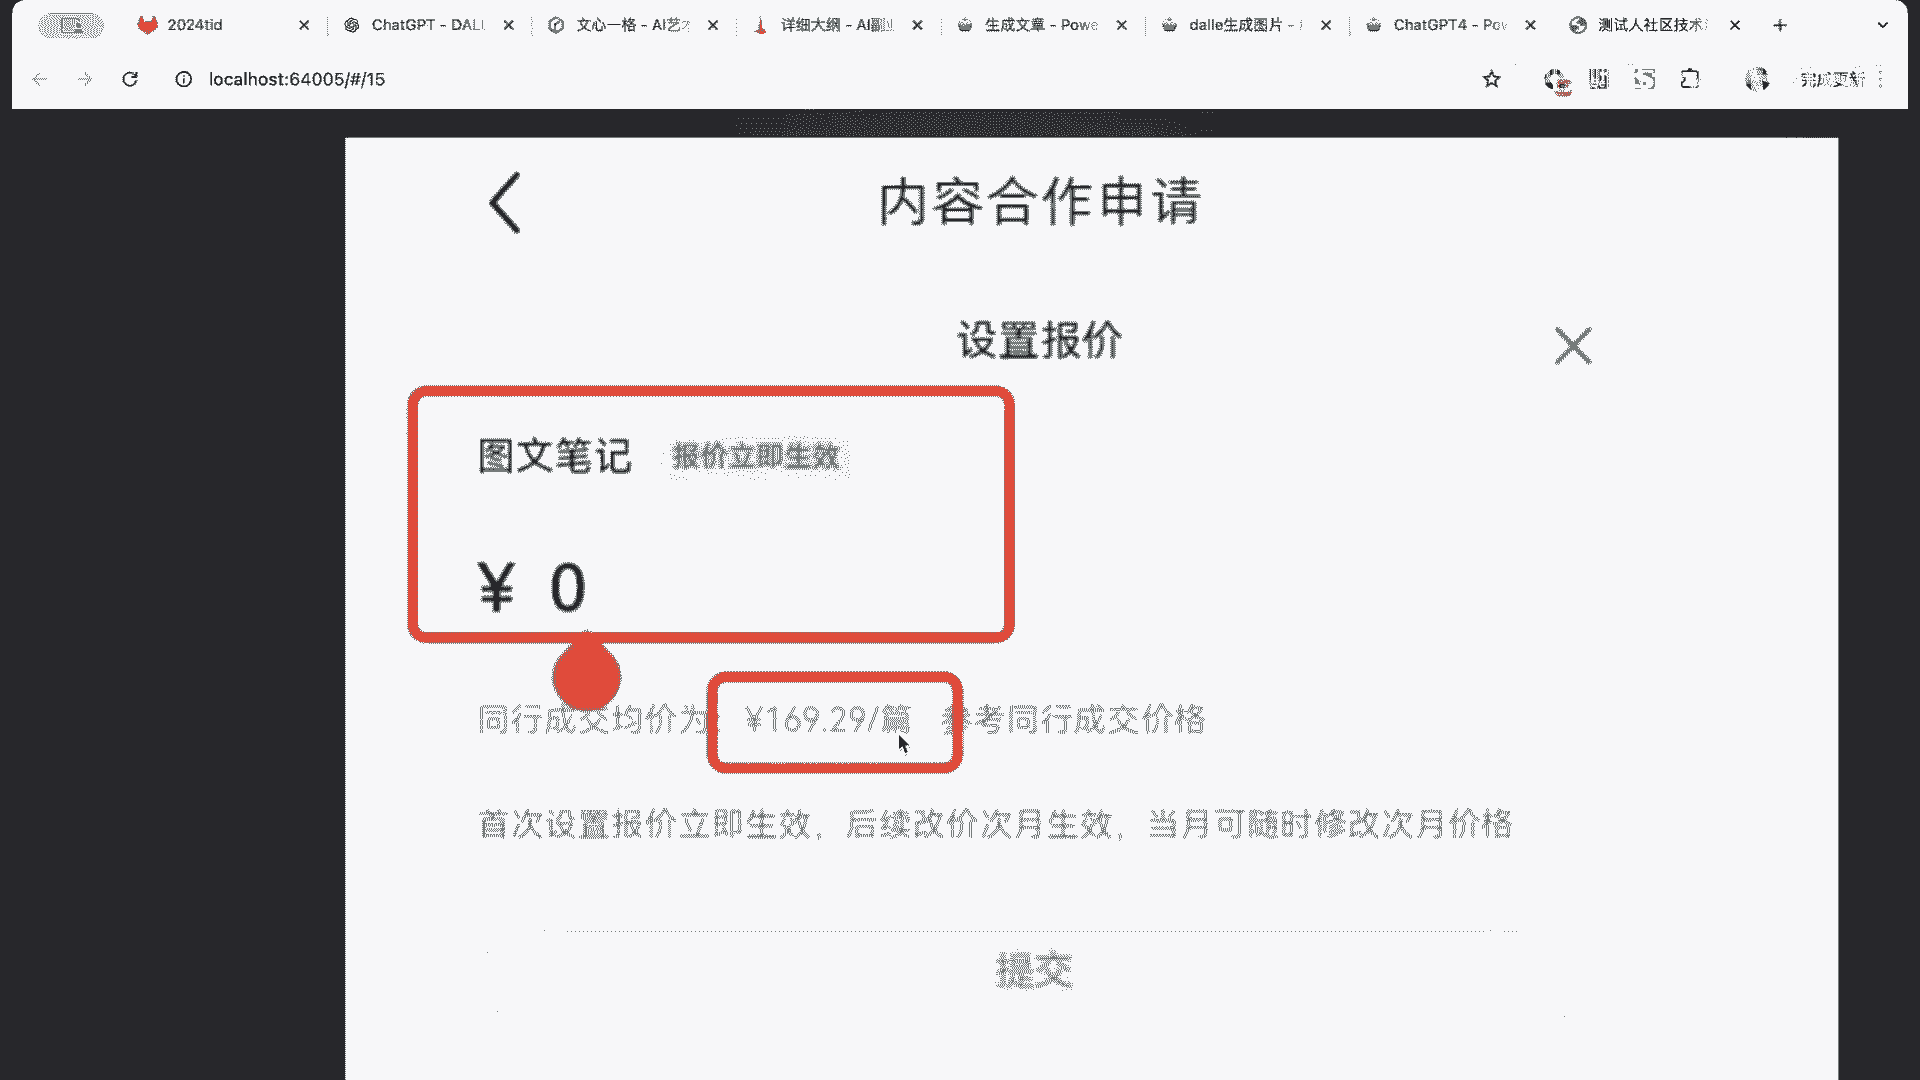 2024tid
ChatGPT - DALL
文心一格 - AI艺
详细大纲 - AI副
生成文章 - Powe
dalle生成图片 -
ChatGPT4 - Pov
测试人社区技术
localhost:64005/#/15
完成更新
内容合作申请
设置报价
图文笔记 报价立即生效
¥ 0
同行成交均价为: ¥169.29/篇 参考同行成交价格
首次设置报价立即生效，后续改价次月生效，当月可随时修改次月价格
提交